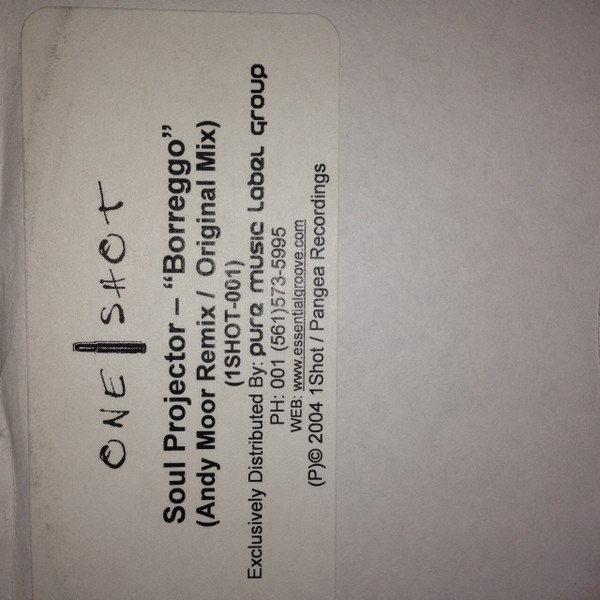 ONE SHOT
Soul Projector – “Borreggo”
(Andy Moor Remix / Original Mix)
(1SHOT-001)
Exclusively Distributed By: pure music Label group
PH: 001 (561)573-5995
WEB: www.essentialgroove.com
(P)© 2004 1Shot / Pangea Recordings